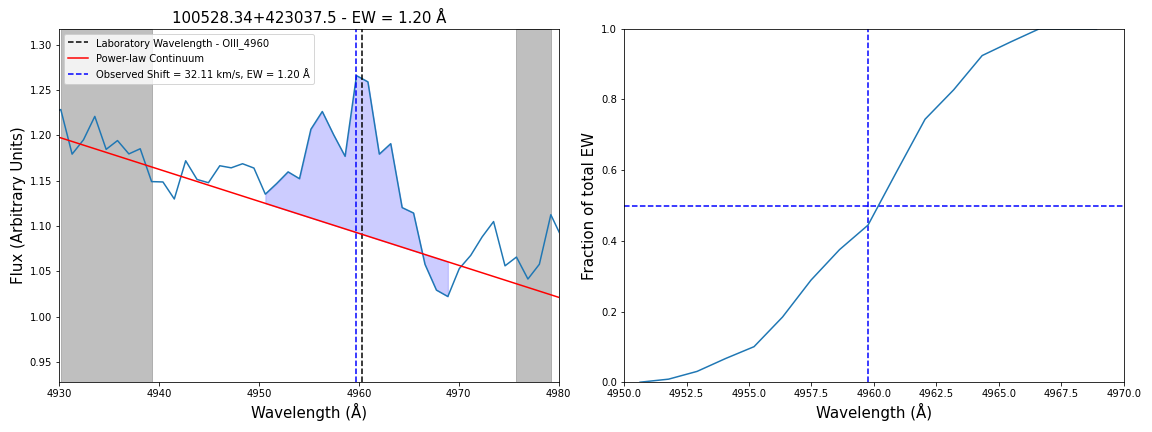 100528.34+423037.5 - EW = 1.20 Å
Laboratory Wavelength - OIII_4960
Power-law Continuum
Observed Shift = 32.11 km/s, EW = 1.20 Å
Flux (Arbitrary Units)
1.30
1.25
1.20
1.15
1.10
1.05
1.00
0.95
4930 4940 4950 4960 4970 4980
Wavelength (Å)
Fraction of total EW
1.0
0.8
0.6
0.4
0.2
0.0
4950.0 4952.5 4955.0 4957.5 4960.0 4962.5 4965.0 4967.5 4970.0
Wavelength (Å)